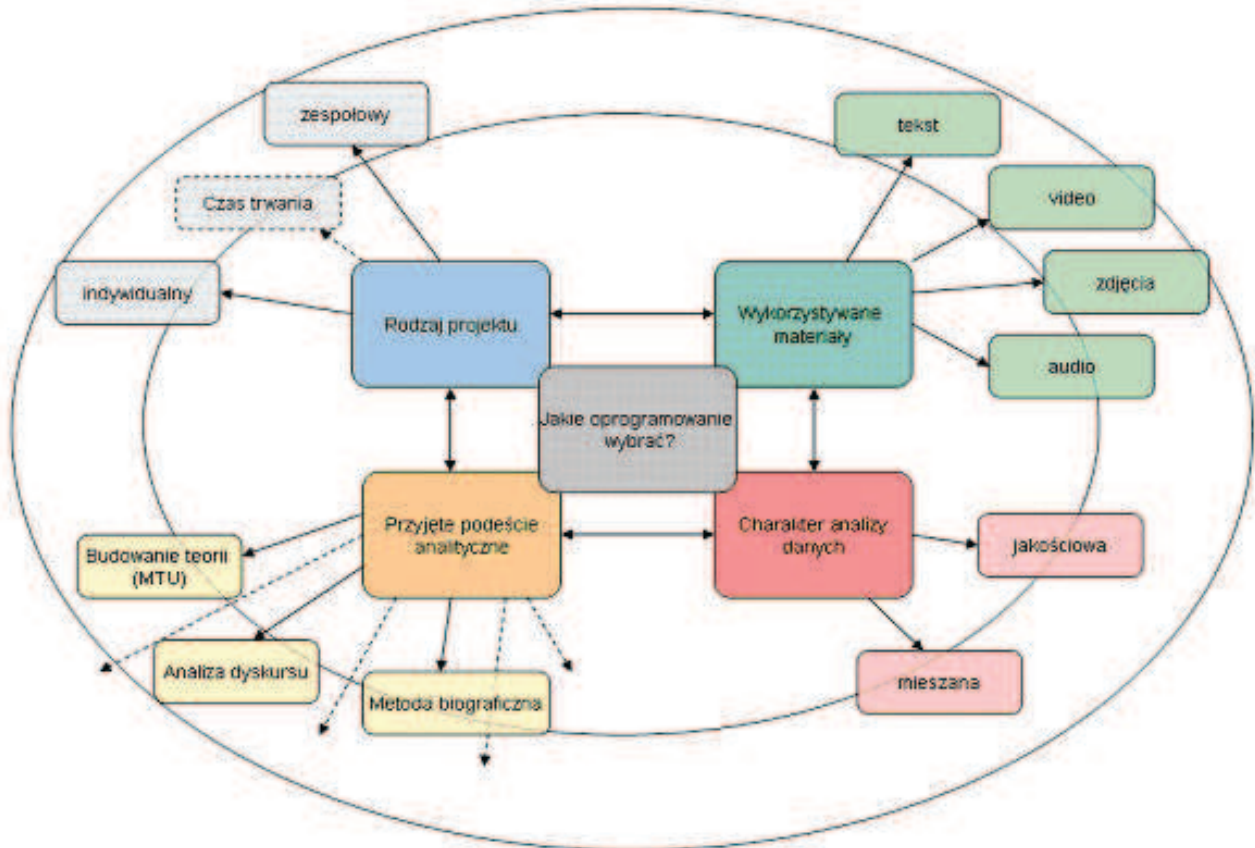 zespołowy
tekst
Czas trwania
video
indywidualny
zdjęcia
Rodzaj projektu
Wykorzystywane
materiały
audio
Jakie oprogramowanie
wybrać?
Przyjęte podeście
analityczne
Charakter analizy
danych
Budowanie teorii
(MTU)
jakościowa
Analiza dyskursu
mieszana
Metoda biograficzna